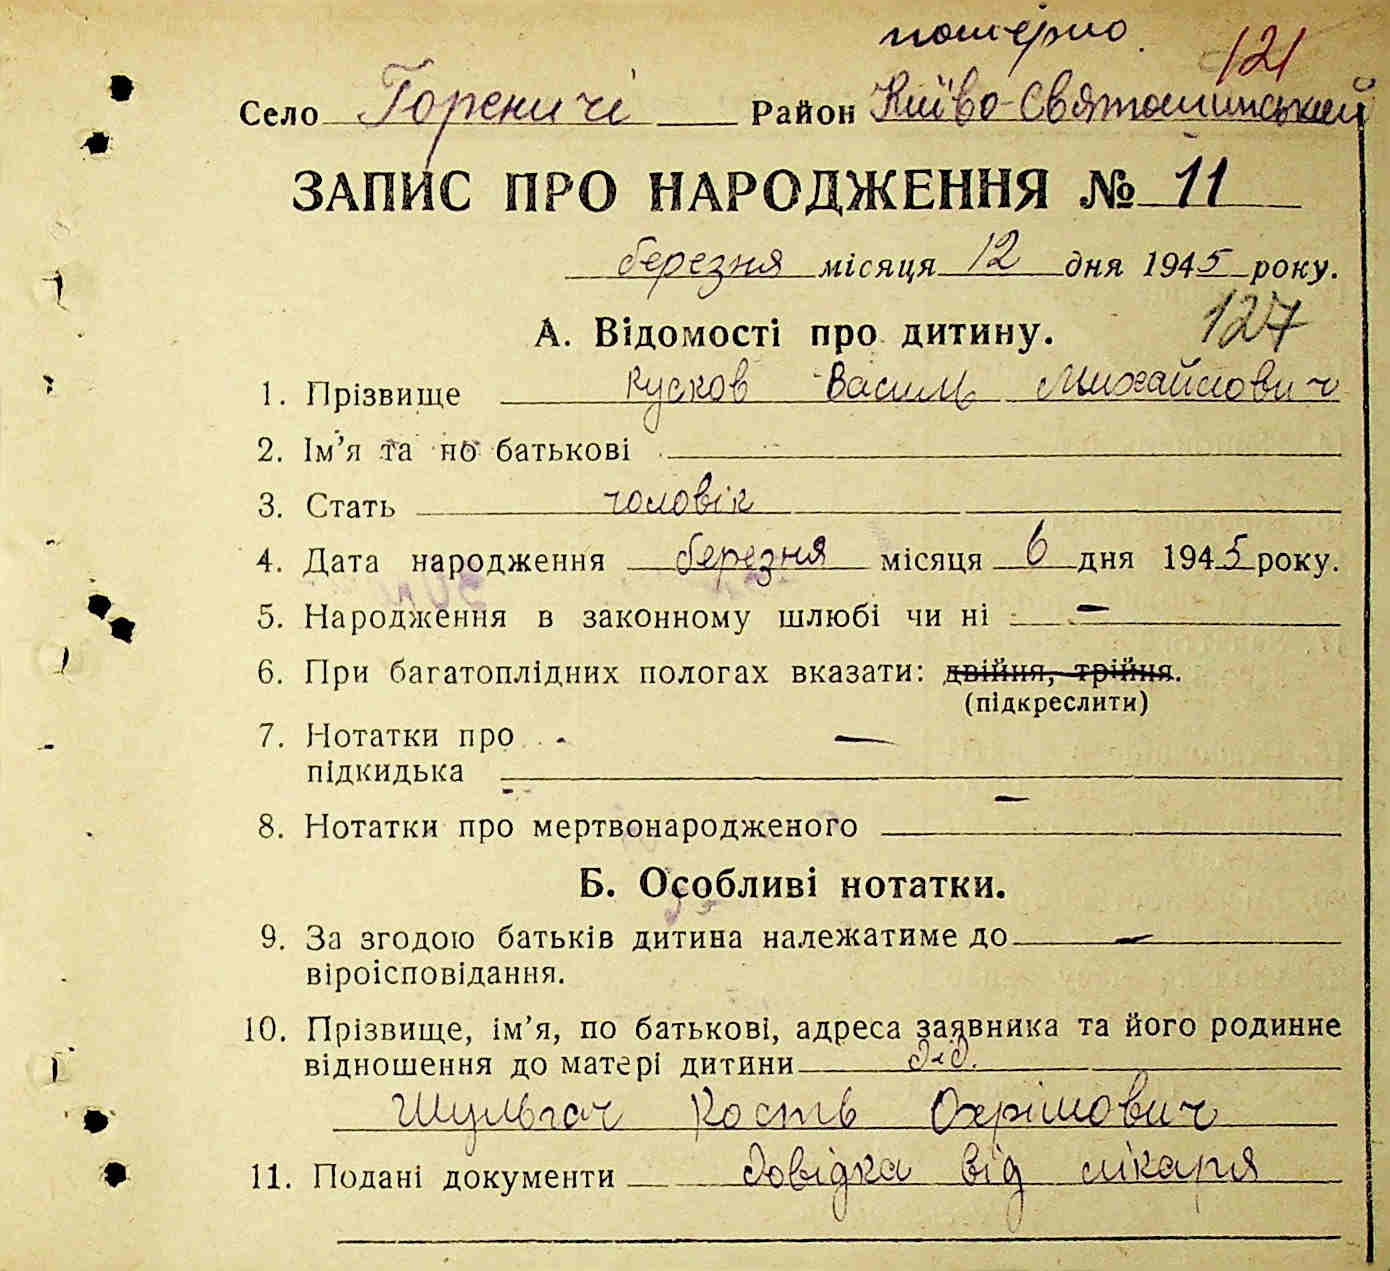 121
Село Гореничі Район Київо-Святошинський
ЗАПИС ПРО НАРОДЖЕННЯ № 11
березня місяця 12 дня 1945 року.
127
А. Відомості про дитину.
1. Прізвище Кусков Василь Михайлович
2. Ім’я та по батькові
3. Стать чоловік
4. Дата народження березня місяця 6 дня 1945 року.
5. Народження в законному шлюбі чи ні —
6. При багатоплідних пологах вказати: двійня, трійня.
(підкреслити)
7. Нотатки про —
підкидька
8. Нотатки про мертвонародженого —
Б. Особливі нотатки.
9. За згодою батьків дитина належатиме до —
віроісповідання.
10. Прізвище, ім’я, по батькові, адреса заявника та його родинне
відношення до матері дитини дід.
Шульгач Кость Охрімович
11. Подані документи довідка від лікаря